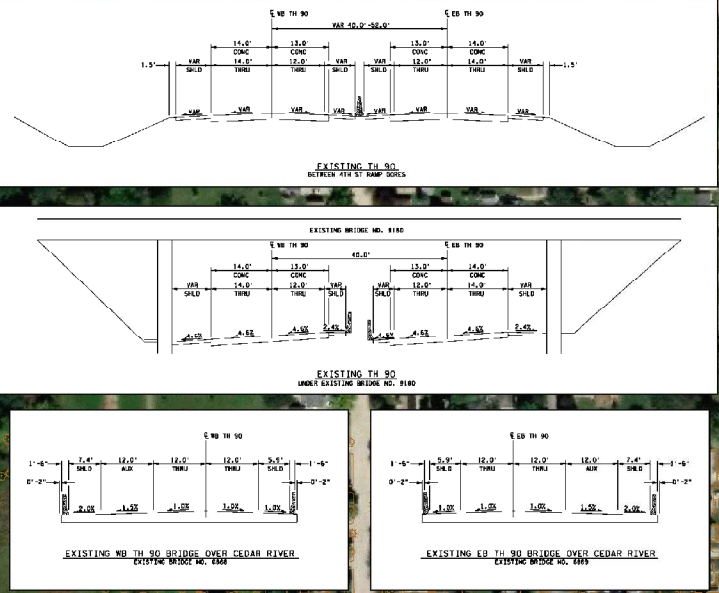 ℄ WB TH 90 ℄ EB TH 90
VAR 40.0'-52.0'
14.0' 13.0' 13.0' 14.0'
CONC CONC CONC CONC
1.5' VAR 14.0' 12.0' VAR VAR 12.0' 14.0' VAR 1.5'
SHLD THRU THRU SHLD SHLD THRU THRU SHLD
VAR VAR VAR VAR VAR VAR VAR VAR
EXISTING TH 90
BETWEEN 4TH ST RAMP GORES
EXISTING BRIDGE NO. 9180
℄ WB TH 90 ℄ EB TH 90
40.0'
14.0' 13.0' 13.0' 14.0'
CONC CONC CONC CONC
VAR 14.0' 12.0' VAR VAR 12.0' 14.0' VAR
SHLD THRU THRU SHLD SHLD THRU THRU SHLD
4.6% 4.6% 4.6% 2.4% 4.6% 4.6% 4.6% 2.4%
EXISTING TH 90
UNDER EXISTING BRIDGE NO. 9180
℄ WB TH 90
1'-6" 7.4' 12.0' 12.0' 12.0' 5.9' 1'-6"
SHLD AUX THRU THRU SHLD
0'-2" 0'-2"
2.0% 1.5% 1.0% 1.0% 1.0%
EXISTING WB TH 90 BRIDGE OVER CEDAR RIVER
EXISTING BRIDGE NO. 6868
℄ EB TH 90
1'-6" 5.9' 12.0' 12.0' 12.0' 7.4' 1'-6"
SHLD THRU THRU AUX SHLD
0'-2" 0'-2"
1.0% 1.0% 1.0% 1.5% 2.0%
EXISTING EB TH 90 BRIDGE OVER CEDAR RIVER
EXISTING BRIDGE NO. 6869